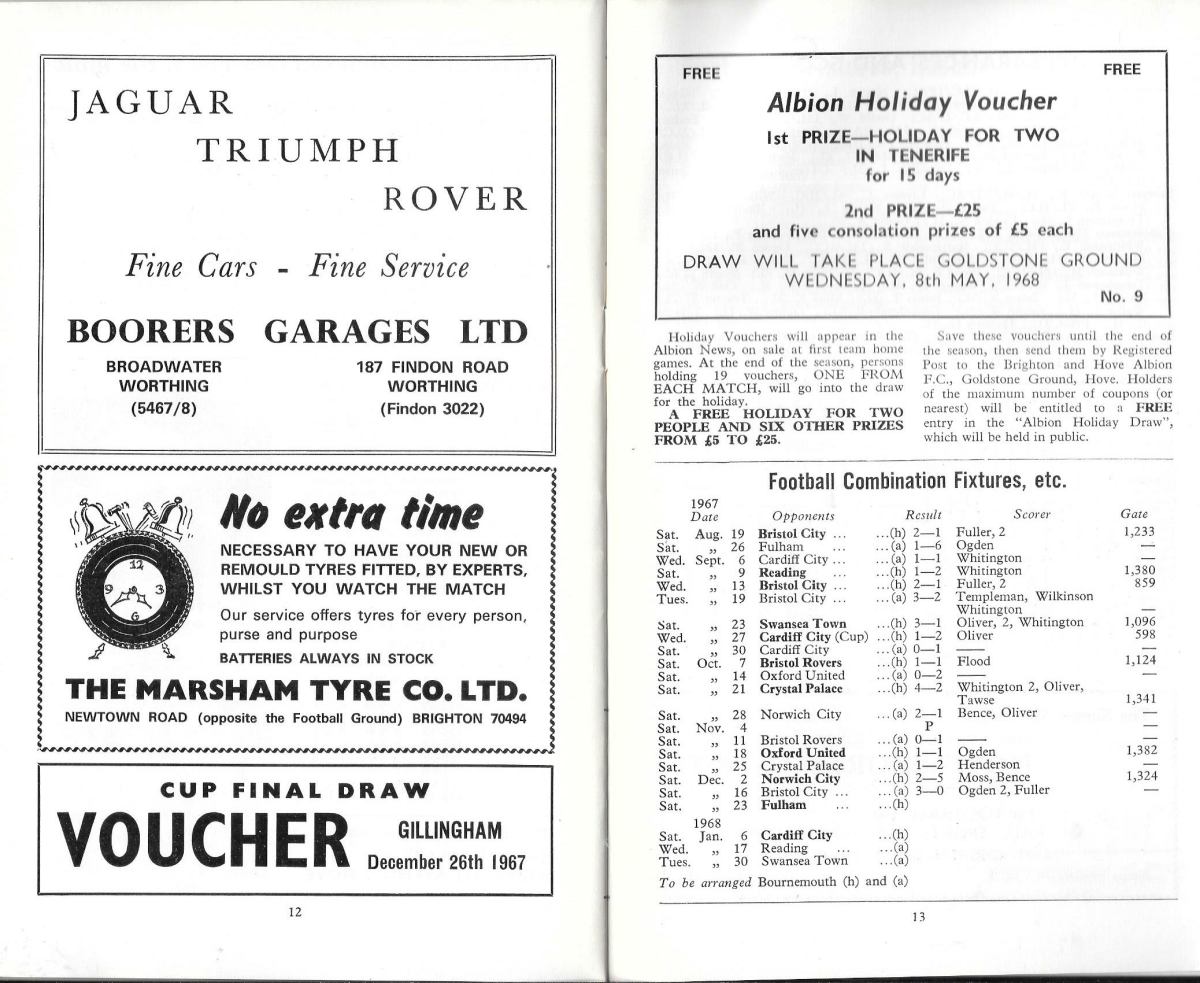 JAGUAR
TRIUMPH
ROVER
Fine Cars - Fine Service
BOORERS GARAGES LTD
BROADWATER
WORTHING
(5467/8)
187 FINDON ROAD
WORTHING
(Findon 3022)
12
9 3
6
No extra time
NECESSARY TO HAVE YOUR NEW OR
REMOULD TYRES FITTED, BY EXPERTS,
WHILST YOU WATCH THE MATCH
Our service offers tyres for every person,
purse and purpose
BATTERIES ALWAYS IN STOCK
THE MARSHAM TYRE CO. LTD.
NEWTOWN ROAD (opposite the Football Ground) BRIGHTON 70494
CUP FINAL DRAW
VOUCHER
GILLINGHAM
December 26th 1967
12
FREE FREE
Albion Holiday Voucher
1st PRIZE—HOLIDAY FOR TWO
IN TENERIFE
for 15 days
2nd PRIZE—£25
and five consolation prizes of £5 each
DRAW WILL TAKE PLACE GOLDSTONE GROUND
WEDNESDAY, 8th MAY, 1968
No. 9
Holiday Vouchers will appear in the
Albion News, on sale at first team home
games. At the end of the season, persons
holding 19 vouchers, ONE FROM
EACH MATCH, will go into the draw
for the holiday.
A FREE HOLIDAY FOR TWO
PEOPLE AND SIX OTHER PRIZES
FROM £5 TO £25.
Save these vouchers until the end of
the season, then send them by Registered
Post to the Brighton and Hove Albion
F.C., Goldstone Ground, Hove. Holders
of the maximum number of coupons (or
nearest) will be entitled to a FREE
entry in the "Albion Holiday Draw",
which will be held in public.
Football Combination Fixtures, etc.
1967
Date Opponents Result Scorer Gate
Sat. Aug. 19 Bristol City ... ...(h) 2—1 Fuller, 2 1,233
Sat. „ 26 Fulham ... ...(a) 1—6 Ogden —
Wed. Sept. 6 Cardiff City ... ...(a) 1—1 Whitington —
Sat. „ 9 Reading ... ...(h) 1—2 Whitington 1,380
Wed. „ 13 Bristol City ... ...(h) 2—1 Fuller, 2 859
Tues. „ 19 Bristol City ... ...(a) 3—2 Templeman, Wilkinson
Whitington —
Sat. „ 23 Swansea Town ...(h) 3—1 Oliver, 2, Whitington 1,096
Wed. „ 27 Cardiff City (Cup) ...(h) 1—2 Oliver 598
Sat. „ 30 Cardiff City ...(a) 0—1 —— —
Sat. Oct. 7 Bristol Rovers ...(h) 1—1 Flood 1,124
Sat. „ 14 Oxford United ...(a) 0—2 —— —
Sat. „ 21 Crystal Palace ...(h) 4—2 Whitington 2, Oliver,
Tawse 1,341
Sat. „ 28 Norwich City ...(a) 2—1 Bence, Oliver —
Sat. Nov. 4 P —
Sat. „ 11 Bristol Rovers ...(a) 0—1 —— —
Sat. „ 18 Oxford United ...(h) 1—1 Ogden 1,382
Sat. „ 25 Crystal Palace ...(a) 1—2 Henderson —
Sat. Dec. 2 Norwich City ...(h) 2—5 Moss, Bence 1,324
Sat. „ 16 Bristol City ... ...(a) 3—0 Ogden 2, Fuller —
Sat. „ 23 Fulham ... ...(h)
1968
Sat. Jan. 6 Cardiff City ...(h)
Wed. „ 17 Reading ... ...(a)
Tues. „ 30 Swansea Town ...(a)
To be arranged Bournemouth (h) and (a)
13